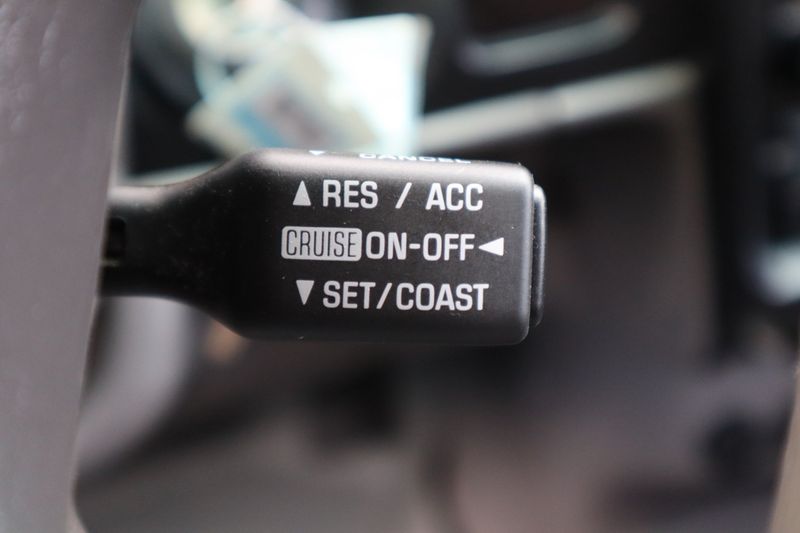 CANCEL
RES / ACC
CRUISE ON-OFF
SET/COAST